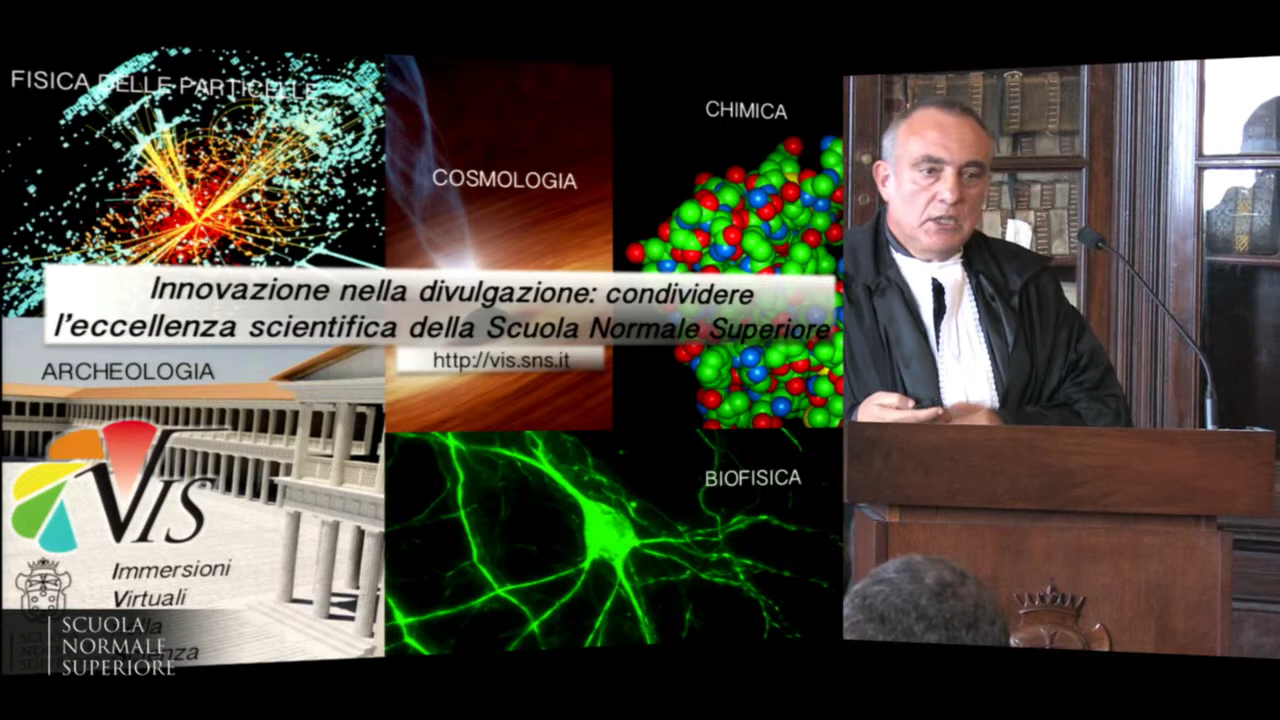 FISICA DELLE PARTICELLE
COSMOLOGIA
CHIMICA
Innovazione nella divulgazione: condividere
l'eccellenza scientifica della Scuola Normale Superiore
http://vis.sns.it
ARCHEOLOGIA
BIOFISICA
VIS
Immersioni
Virtuali
SCUOLA
NORMALE
SUPERIORE